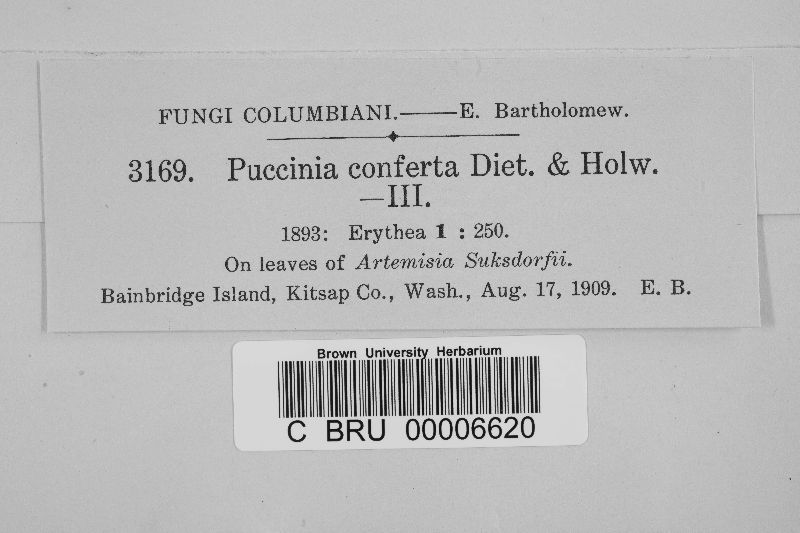 FUNGI COLUMBIANI.——E. Bartholomew.
3169. Puccinia conferta Diet. & Holw.
—III.
1893: Erythea 1 : 250.
On leaves of Artemisia Suksdorfii.
Bainbridge Island, Kitsap Co., Wash., Aug. 17, 1909. E. B.
Brown University Herbarium
C BRU 00006620